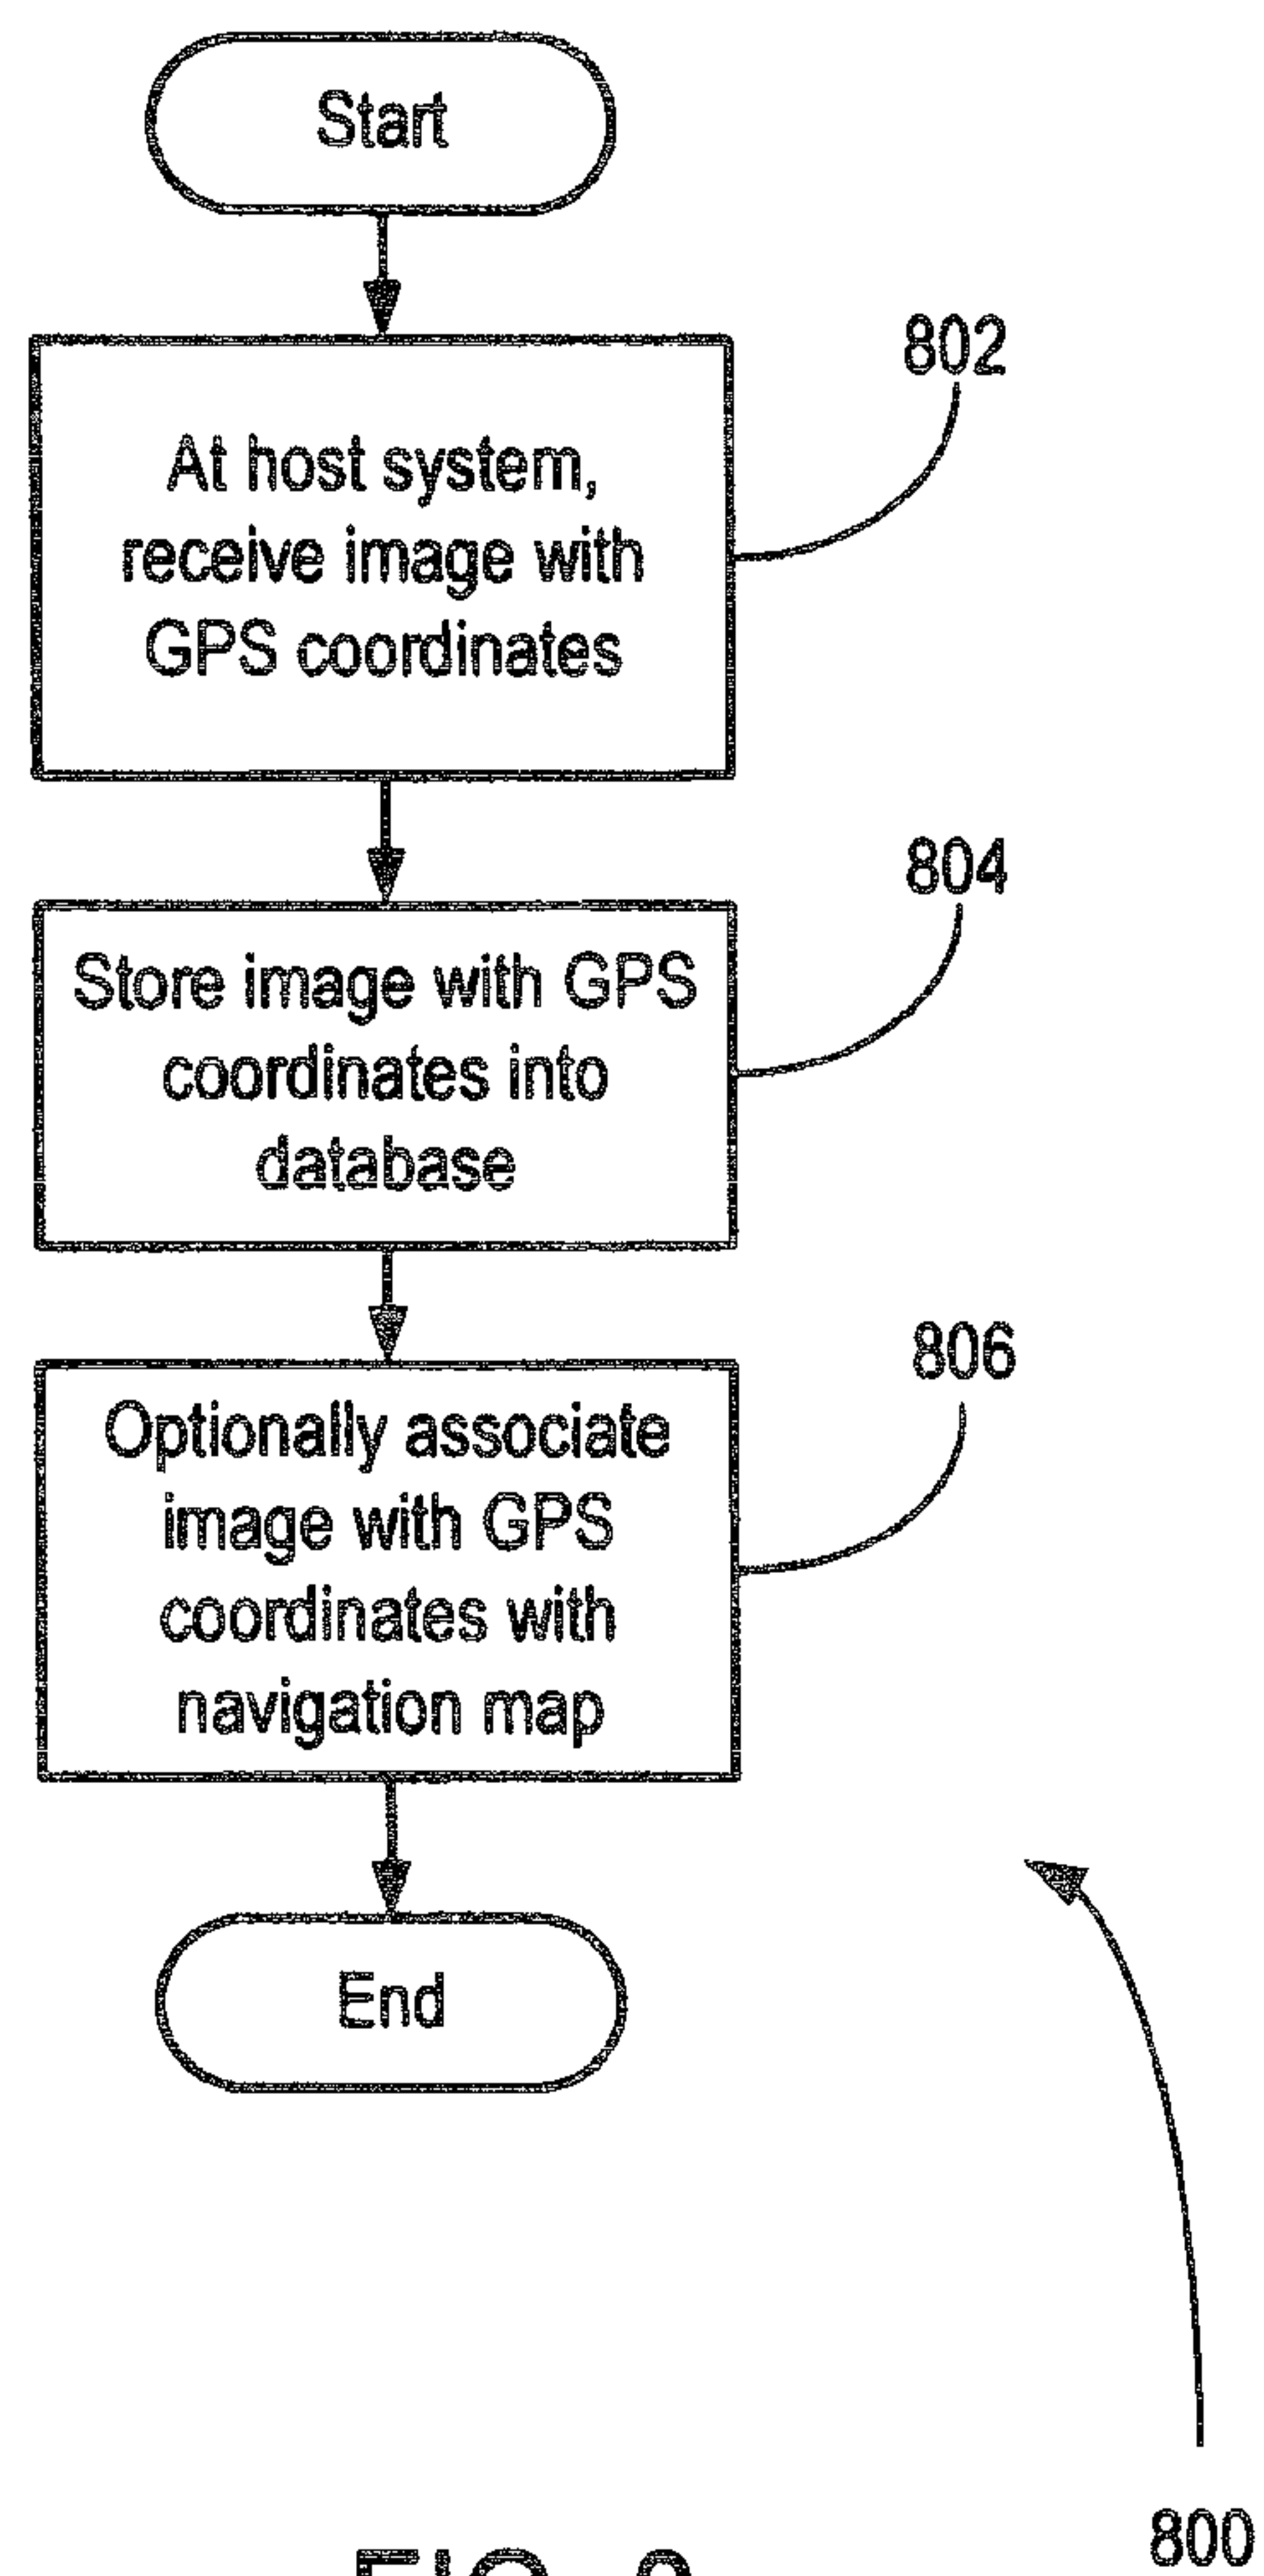 Start
802
At host system,
receive image with
GPS coordinates
804
Store image with GPS
coordinates into
database
806
Optionally associate
image with GPS
coordinates with
navigation map
End
800
FIG.